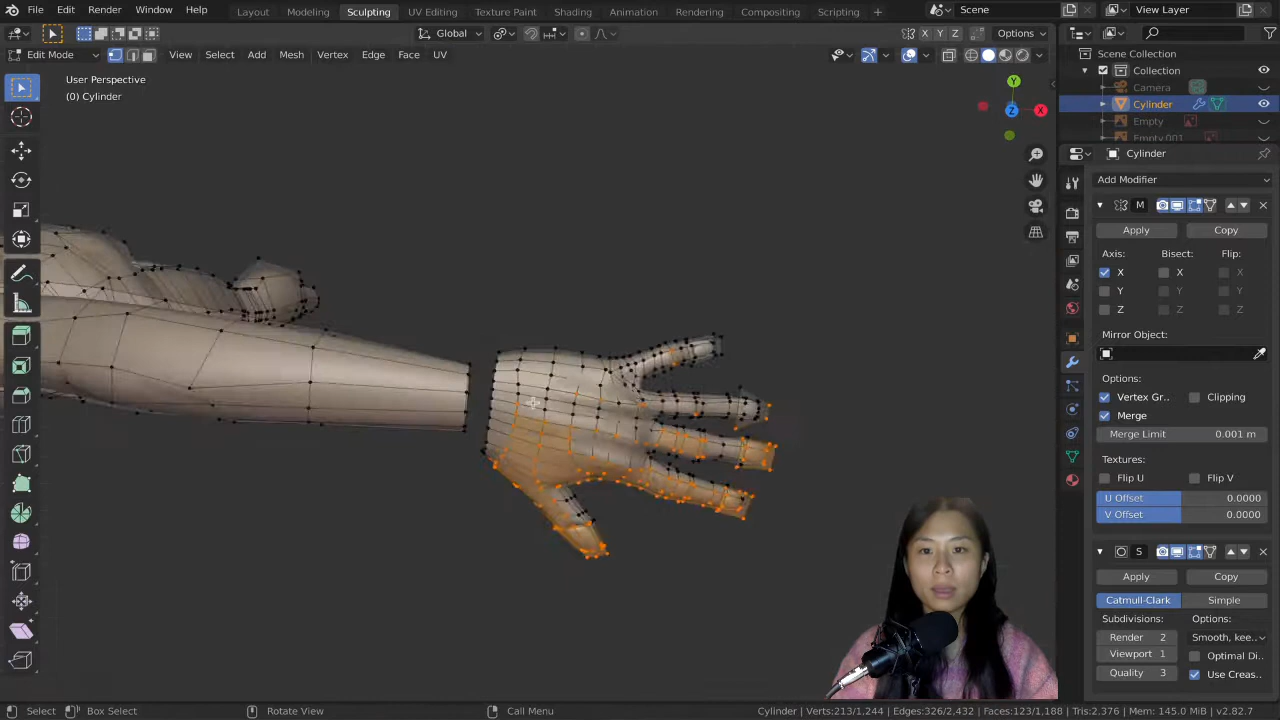 File Edit Render Window Help
Layout Modeling Sculpting UV Editing Texture Paint Shading Animation Rendering Compositing Scripting +
Scene
View Layer
Global
X Y Z
Options
Edit Mode
View Select Add Mesh Vertex Edge Face UV
User Perspective
(0) Cylinder
Y
Z
X
Scene Collection
Collection
Camera
Cylinder
Empty
Empty.001
Cylinder
Add Modifier
M
Apply Copy
Axis: Bisect: Flip:
X X X
Y Y Y
Z Z Z
Mirror Object:
Options:
Vertex Gr.. Clipping
Merge
Merge Limit 0.001 m
Textures:
Flip U Flip V
U Offset 0.0000
V Offset 0.0000
S
Apply Copy
Catmull-Clark Simple
Subdivisions: Options:
Render 2 Smooth, kee..
Viewport 1 Optimal Di..
Quality 3 Use Creas..
Select Box Select Rotate View Call Menu
Cylinder | Verts:213/1,244 | Edges:326/2,432 | Faces:123/1,188 | Tris:2,376 | Mem: 145.0 MiB | v2.82.7